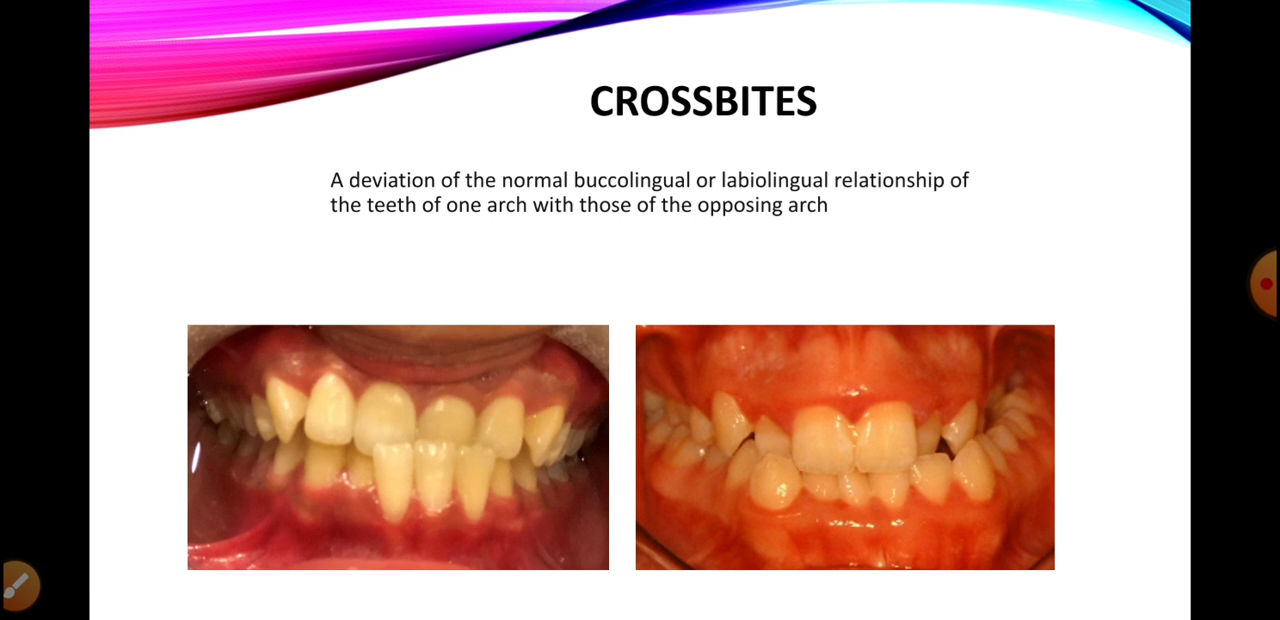 CROSSBITES
A deviation of the normal buccolingual or labiolingual relationship of
the teeth of one arch with those of the opposing arch